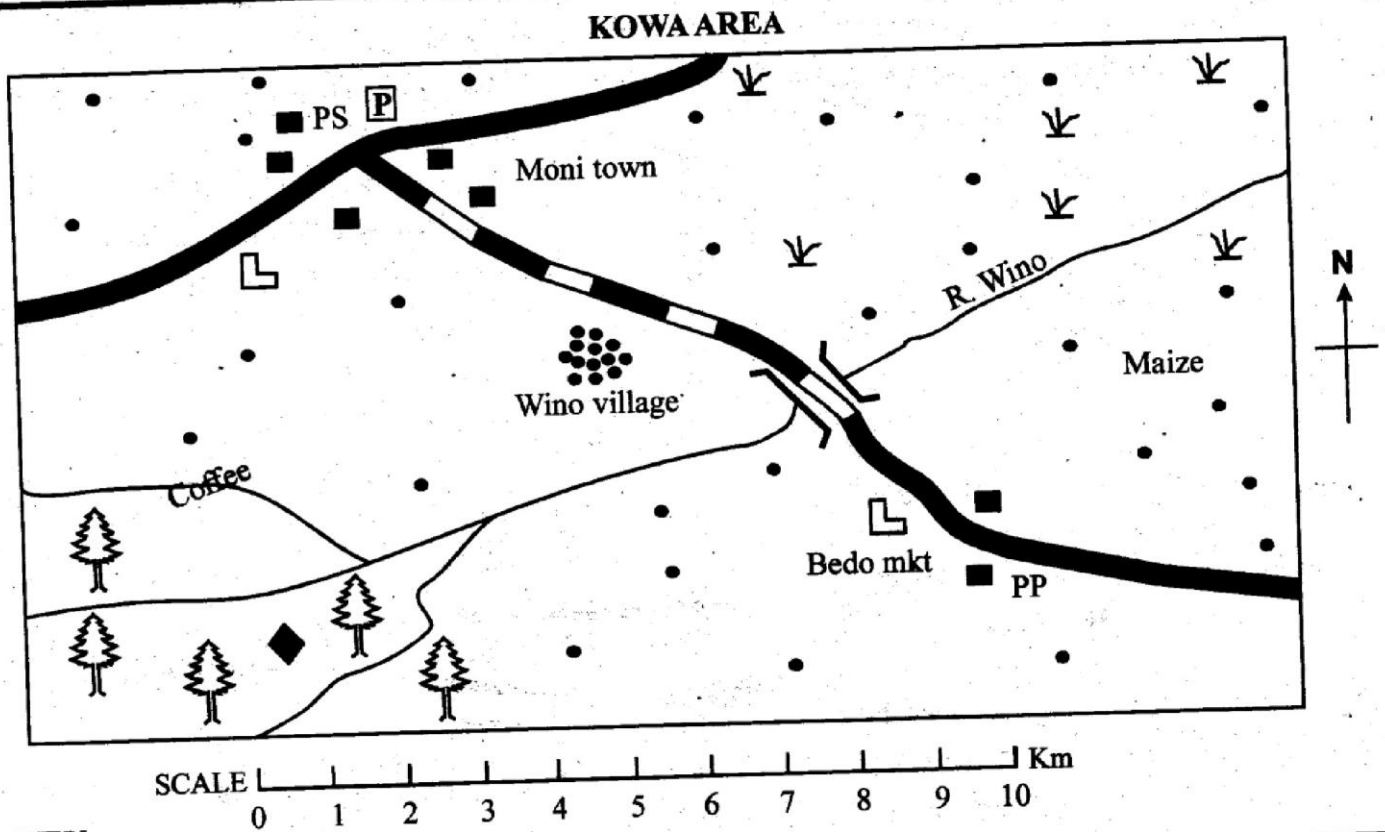 KOWA AREA
PS P
Moni town
R. Wino
N
Maize
Wino village
Coffee
Bedo mkt
PP
SCALE Km
0 1 2 3 4 5 6 7 8 9 10